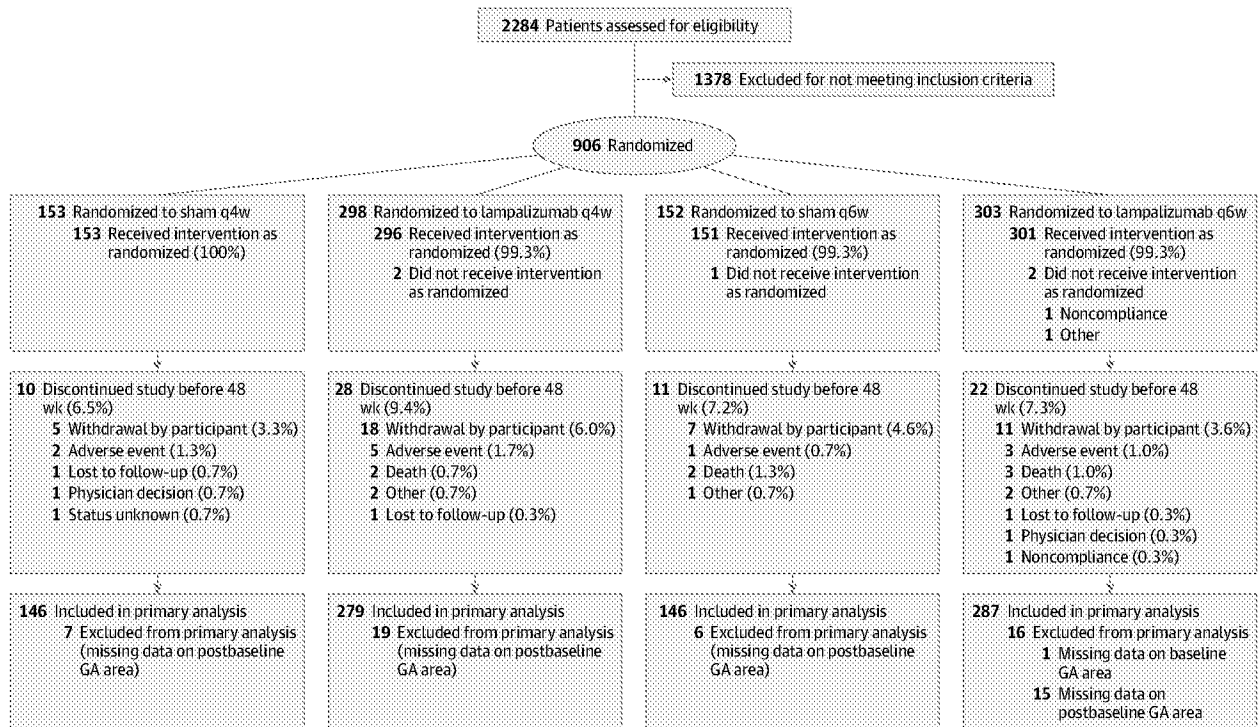 2284 Patients assessed for eligibility
1378 Excluded for not meeting inclusion criteria
906 Randomized
153 Randomized to sham q4w
153 Received intervention as
randomized (100%)
298 Randomized to lampalizumab q4w
296 Received intervention as
randomized (99.3%)
2 Did not receive intervention
as randomized
152 Randomized to sham q6w
151 Received intervention as
randomized (99.3%)
1 Did not receive intervention
as randomized
303 Randomized to lampalizumab q6w
301 Received intervention as
randomized (99.3%)
2 Did not receive intervention
as randomized
1 Noncompliance
1 Other
10 Discontinued study before 48
wk (6.5%)
5 Withdrawal by participant (3.3%)
2 Adverse event (1.3%)
1 Lost to follow-up (0.7%)
1 Physician decision (0.7%)
1 Status unknown (0.7%)
28 Discontinued study before 48
wk (9.4%)
18 Withdrawal by participant (6.0%)
5 Adverse event (1.7%)
2 Death (0.7%)
2 Other (0.7%)
1 Lost to follow-up (0.3%)
11 Discontinued study before 48
wk (7.2%)
7 Withdrawal by participant (4.6%)
1 Adverse event (0.7%)
2 Death (1.3%)
1 Other (0.7%)
22 Discontinued study before 48
wk (7.3%)
11 Withdrawal by participant (3.6%)
3 Adverse event (1.0%)
3 Death (1.0%)
2 Other (0.7%)
1 Lost to follow-up (0.3%)
1 Physician decision (0.3%)
1 Noncompliance (0.3%)
146 Included in primary analysis
7 Excluded from primary analysis
(missing data on postbaseline
GA area)
279 Included in primary analysis
19 Excluded from primary analysis
(missing data on postbaseline
GA area)
146 Included in primary analysis
6 Excluded from primary analysis
(missing data on postbaseline
GA area)
287 Included in primary analysis
16 Excluded from primary analysis
1 Missing data on baseline
GA area
15 Missing data on
postbaseline GA area